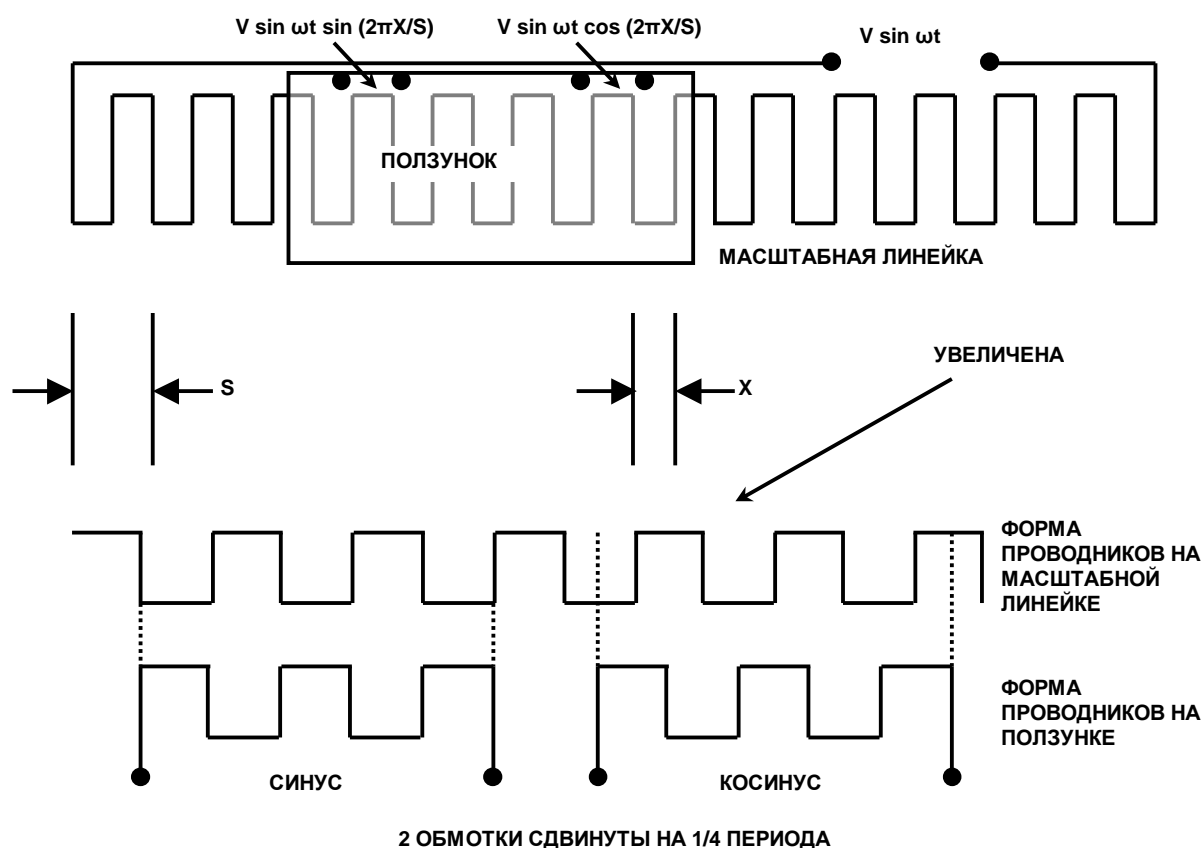 V sin ωt sin (2πX/S)
V sin ωt cos (2πX/S)
V sin ωt
ПОЛЗУНОК
МАСШТАБНАЯ ЛИНЕЙКА
S
X
УВЕЛИЧЕНА
ФОРМА
ПРОВОДНИКОВ НА
МАСШТАБНОЙ
ЛИНЕЙКЕ
ФОРМА
ПРОВОДНИКОВ НА
ПОЛЗУНКЕ
СИНУС
КОСИНУС
2 ОБМОТКИ СДВИНУТЫ НА 1/4 ПЕРИОДА